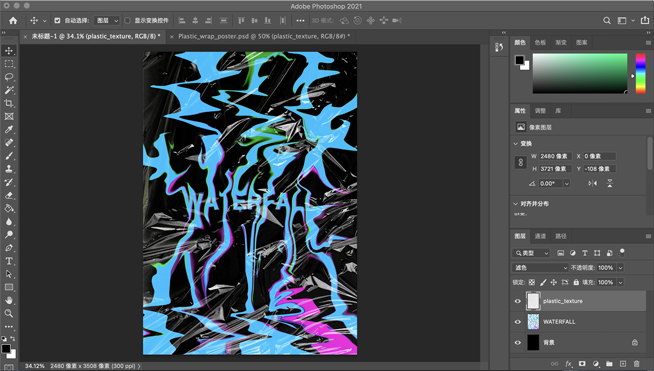 Adobe Photoshop 2021
自动选择: 图层 显示变换控件 3D 模式:
未标题-1 @ 34.1% (plastic_texture, RGB/8) * Plastic_wrap_poster.psd @ 50% (plastic_texture, RGB/8*) *
颜色 色板 渐变 图案
属性 调整 库
像素图层
变换
W 2480 像素 X 0 像素
H 3721 像素 Y -108 像素
0.00°
对齐并分布
图层 通道 路径
类型
滤色 不透明度: 100%
锁定: 填充: 100%
plastic_texture
WATERFALL
背景
WATERFALL
34.12% 2480 像素 x 3508 像素 (300 ppi)